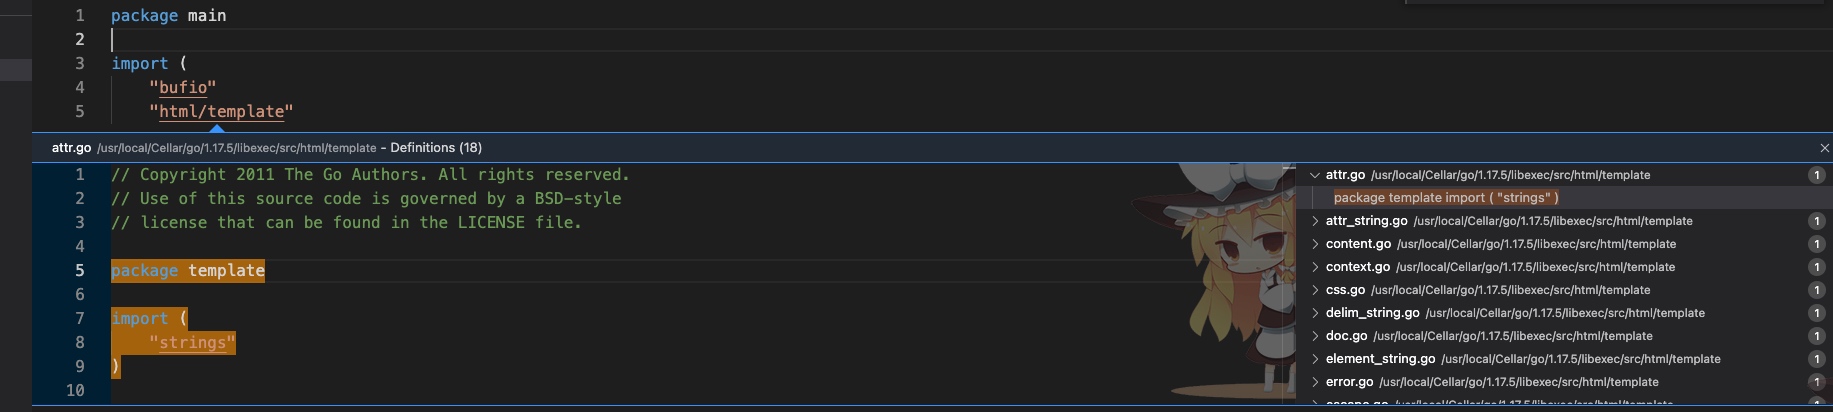 1 package main
2
3 import (
4 "bufio"
5 "html/template"
attr.go /usr/local/Cellar/go/1.17.5/libexec/src/html/template - Definitions (18)
1 // Copyright 2011 The Go Authors. All rights reserved.
2 // Use of this source code is governed by a BSD-style
3 // license that can be found in the LICENSE file.
4
5 package template
6
7 import (
8 "strings"
9 )
10
attr.go /usr/local/Cellar/go/1.17.5/libexec/src/html/template 1
package template import ( "strings" )
attr_string.go /usr/local/Cellar/go/1.17.5/libexec/src/html/template 1
content.go /usr/local/Cellar/go/1.17.5/libexec/src/html/template 1
context.go /usr/local/Cellar/go/1.17.5/libexec/src/html/template 1
css.go /usr/local/Cellar/go/1.17.5/libexec/src/html/template 1
delim_string.go /usr/local/Cellar/go/1.17.5/libexec/src/html/template 1
doc.go /usr/local/Cellar/go/1.17.5/libexec/src/html/template 1
element_string.go /usr/local/Cellar/go/1.17.5/libexec/src/html/template 1
error.go /usr/local/Cellar/go/1.17.5/libexec/src/html/template 1